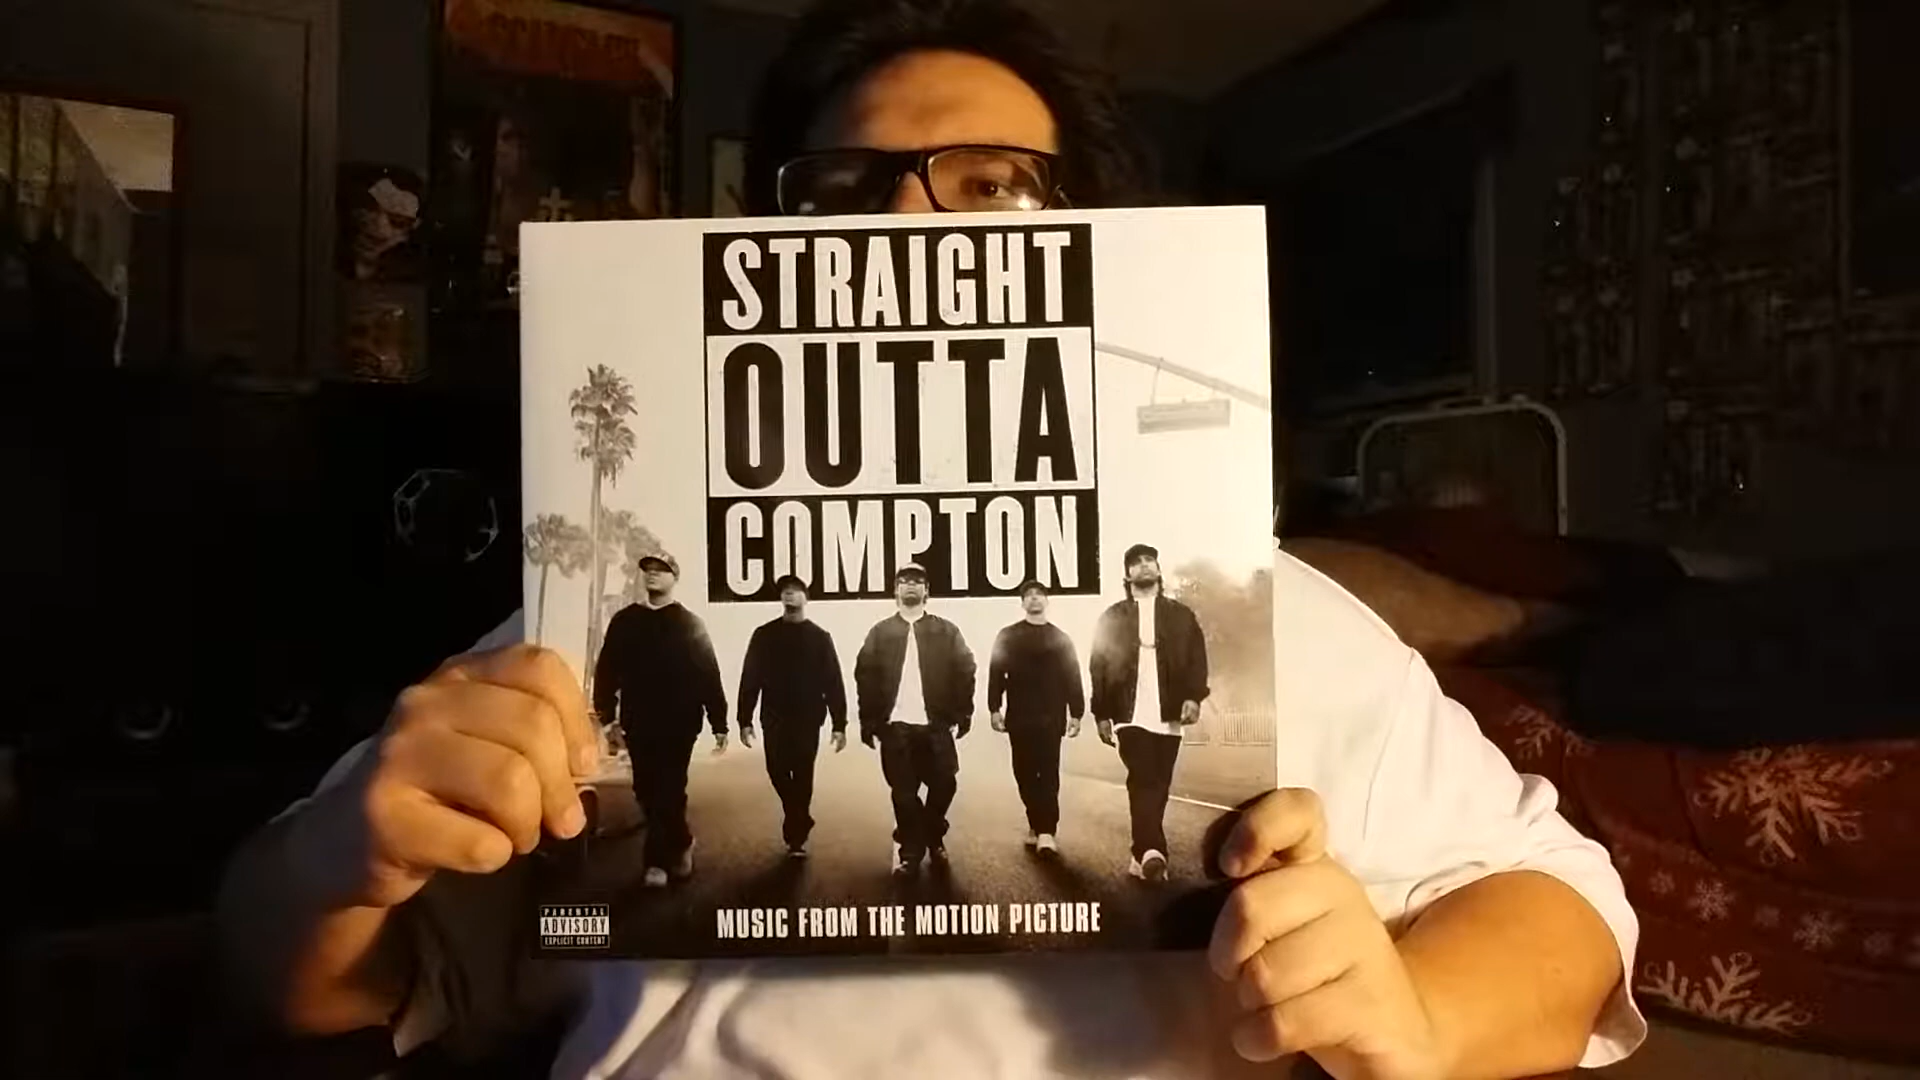 STRAIGHT
OUTTA
COMPTON
PARENTAL
ADVISORY
EXPLICIT CONTENT
MUSIC FROM THE MOTION PICTURE